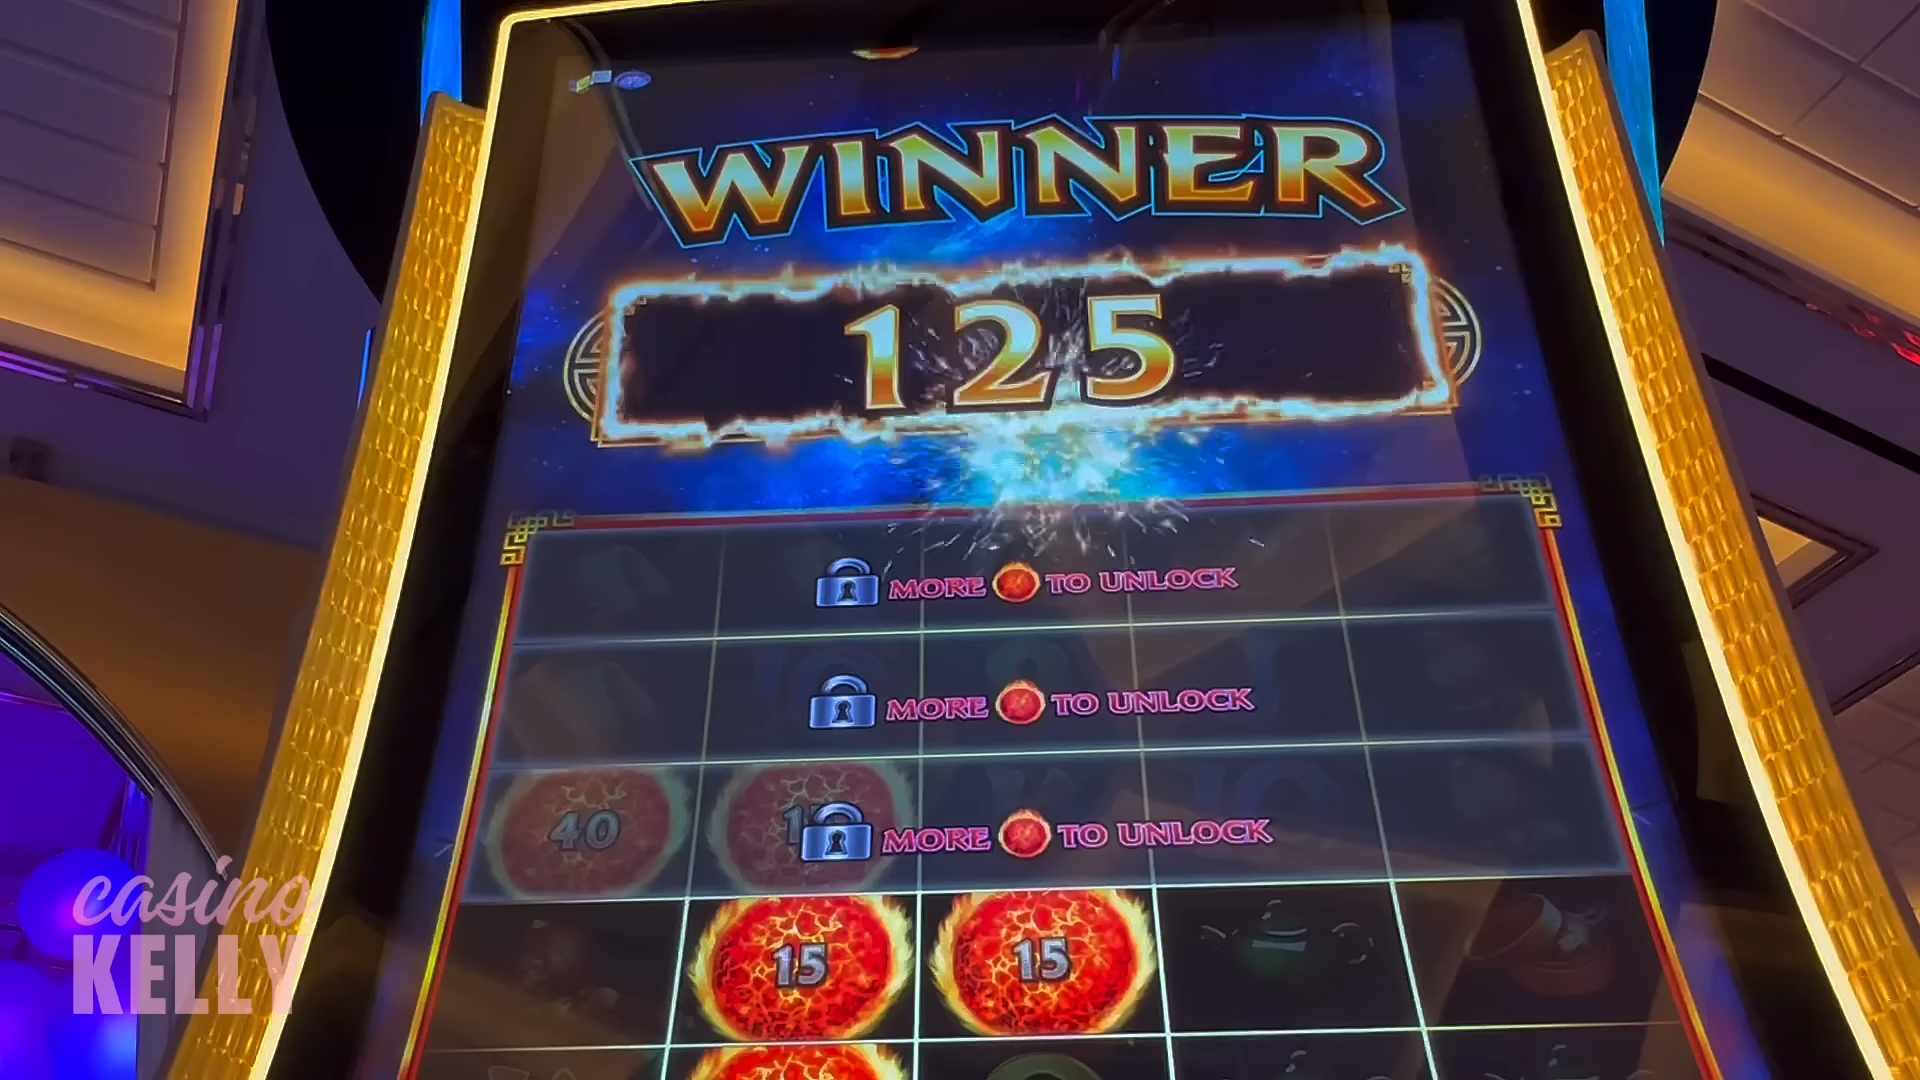 WINNER
125
MORE TO UNLOCK
MORE TO UNLOCK
40
MORE TO UNLOCK
15 15
casino
KELLY